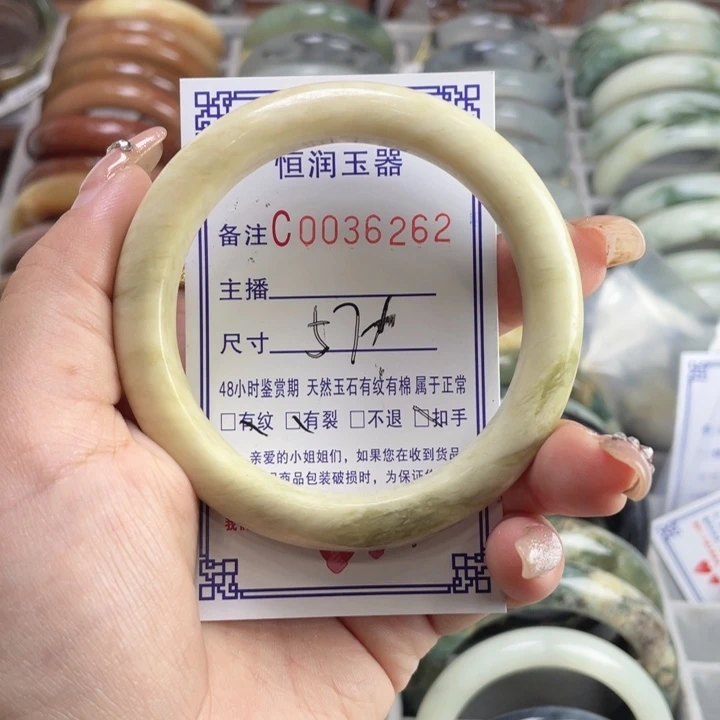 恒润玉器
备注C0036262
主播
尺寸 57
48小时鉴赏期 天然玉石有纹有棉 属于正常
□有纹 □有裂 □不退 □扣手
亲爱的小姐姐们，如果您在收到货品
商品包装破损时，为保证
我们